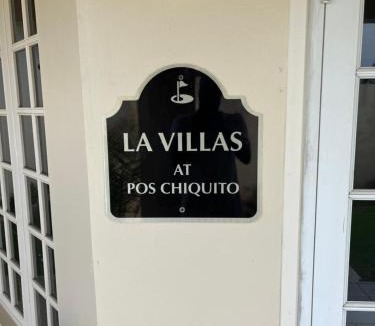 LA VILLAS
AT
POS CHIQUITO